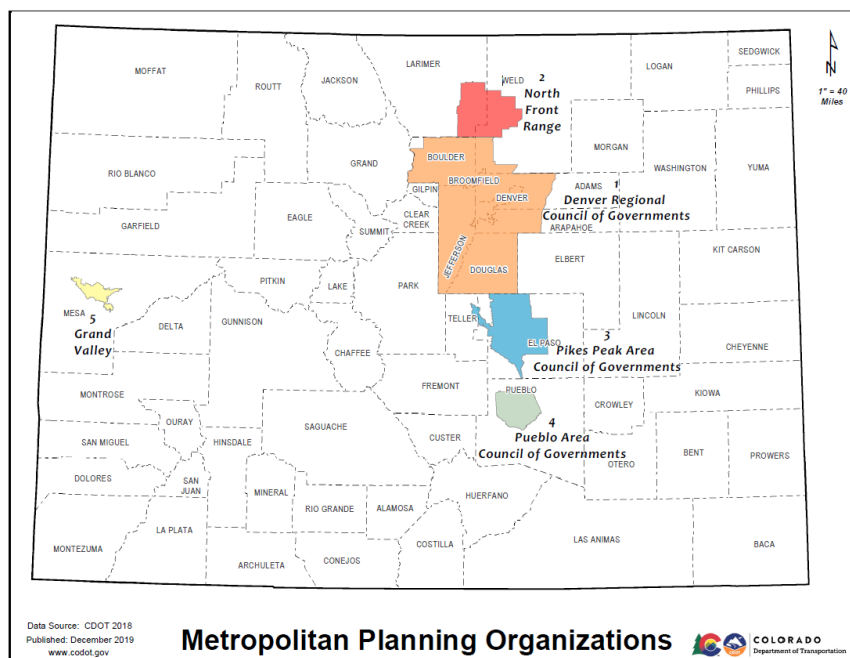 SEDGWICK
LARIMER
LOGAN
MOFFAT
JACKSON
WELD
2
North
Front
Range
ROUTT
PHILLIPS
N
1" = 40
Miles
MORGAN
GRAND
BOULDER
WASHINGTON
YUMA
RIO BLANCO
BROOMFIELD
GILPIN
DENVER
ADAMS
1
Denver Regional
Council of Governments
ARAPAHOE
GARFIELD
EAGLE
SUMMIT
CLEAR
CREEK
JEFFERSON
DOUGLAS
ELBERT
KIT CARSON
PITKIN
LAKE
PARK
MESA
5
Grand
Valley
DELTA
GUNNISON
TELLER
LINCOLN
EL PASO
3
Pikes Peak Area
Council of Governments
CHEYENNE
CHAFFEE
MONTROSE
FREMONT
PUEBLO
CROWLEY
KIOWA
4
Pueblo Area
Council of Governments
OURAY
SAGUACHE
SAN MIGUEL
HINSDALE
CUSTER
OTERO
BENT
PROWERS
DOLORES
SAN
JUAN
MINERAL
RIO GRANDE
ALAMOSA
HUERFANO
LA PLATA
MONTEZUMA
ARCHULETA
CONEJOS
COSTILLA
LAS ANIMAS
BACA
Data Source: CDOT 2018
Published: December 2019
www.codot.gov
Metropolitan Planning Organizations
COLORADO
Department of Transportation